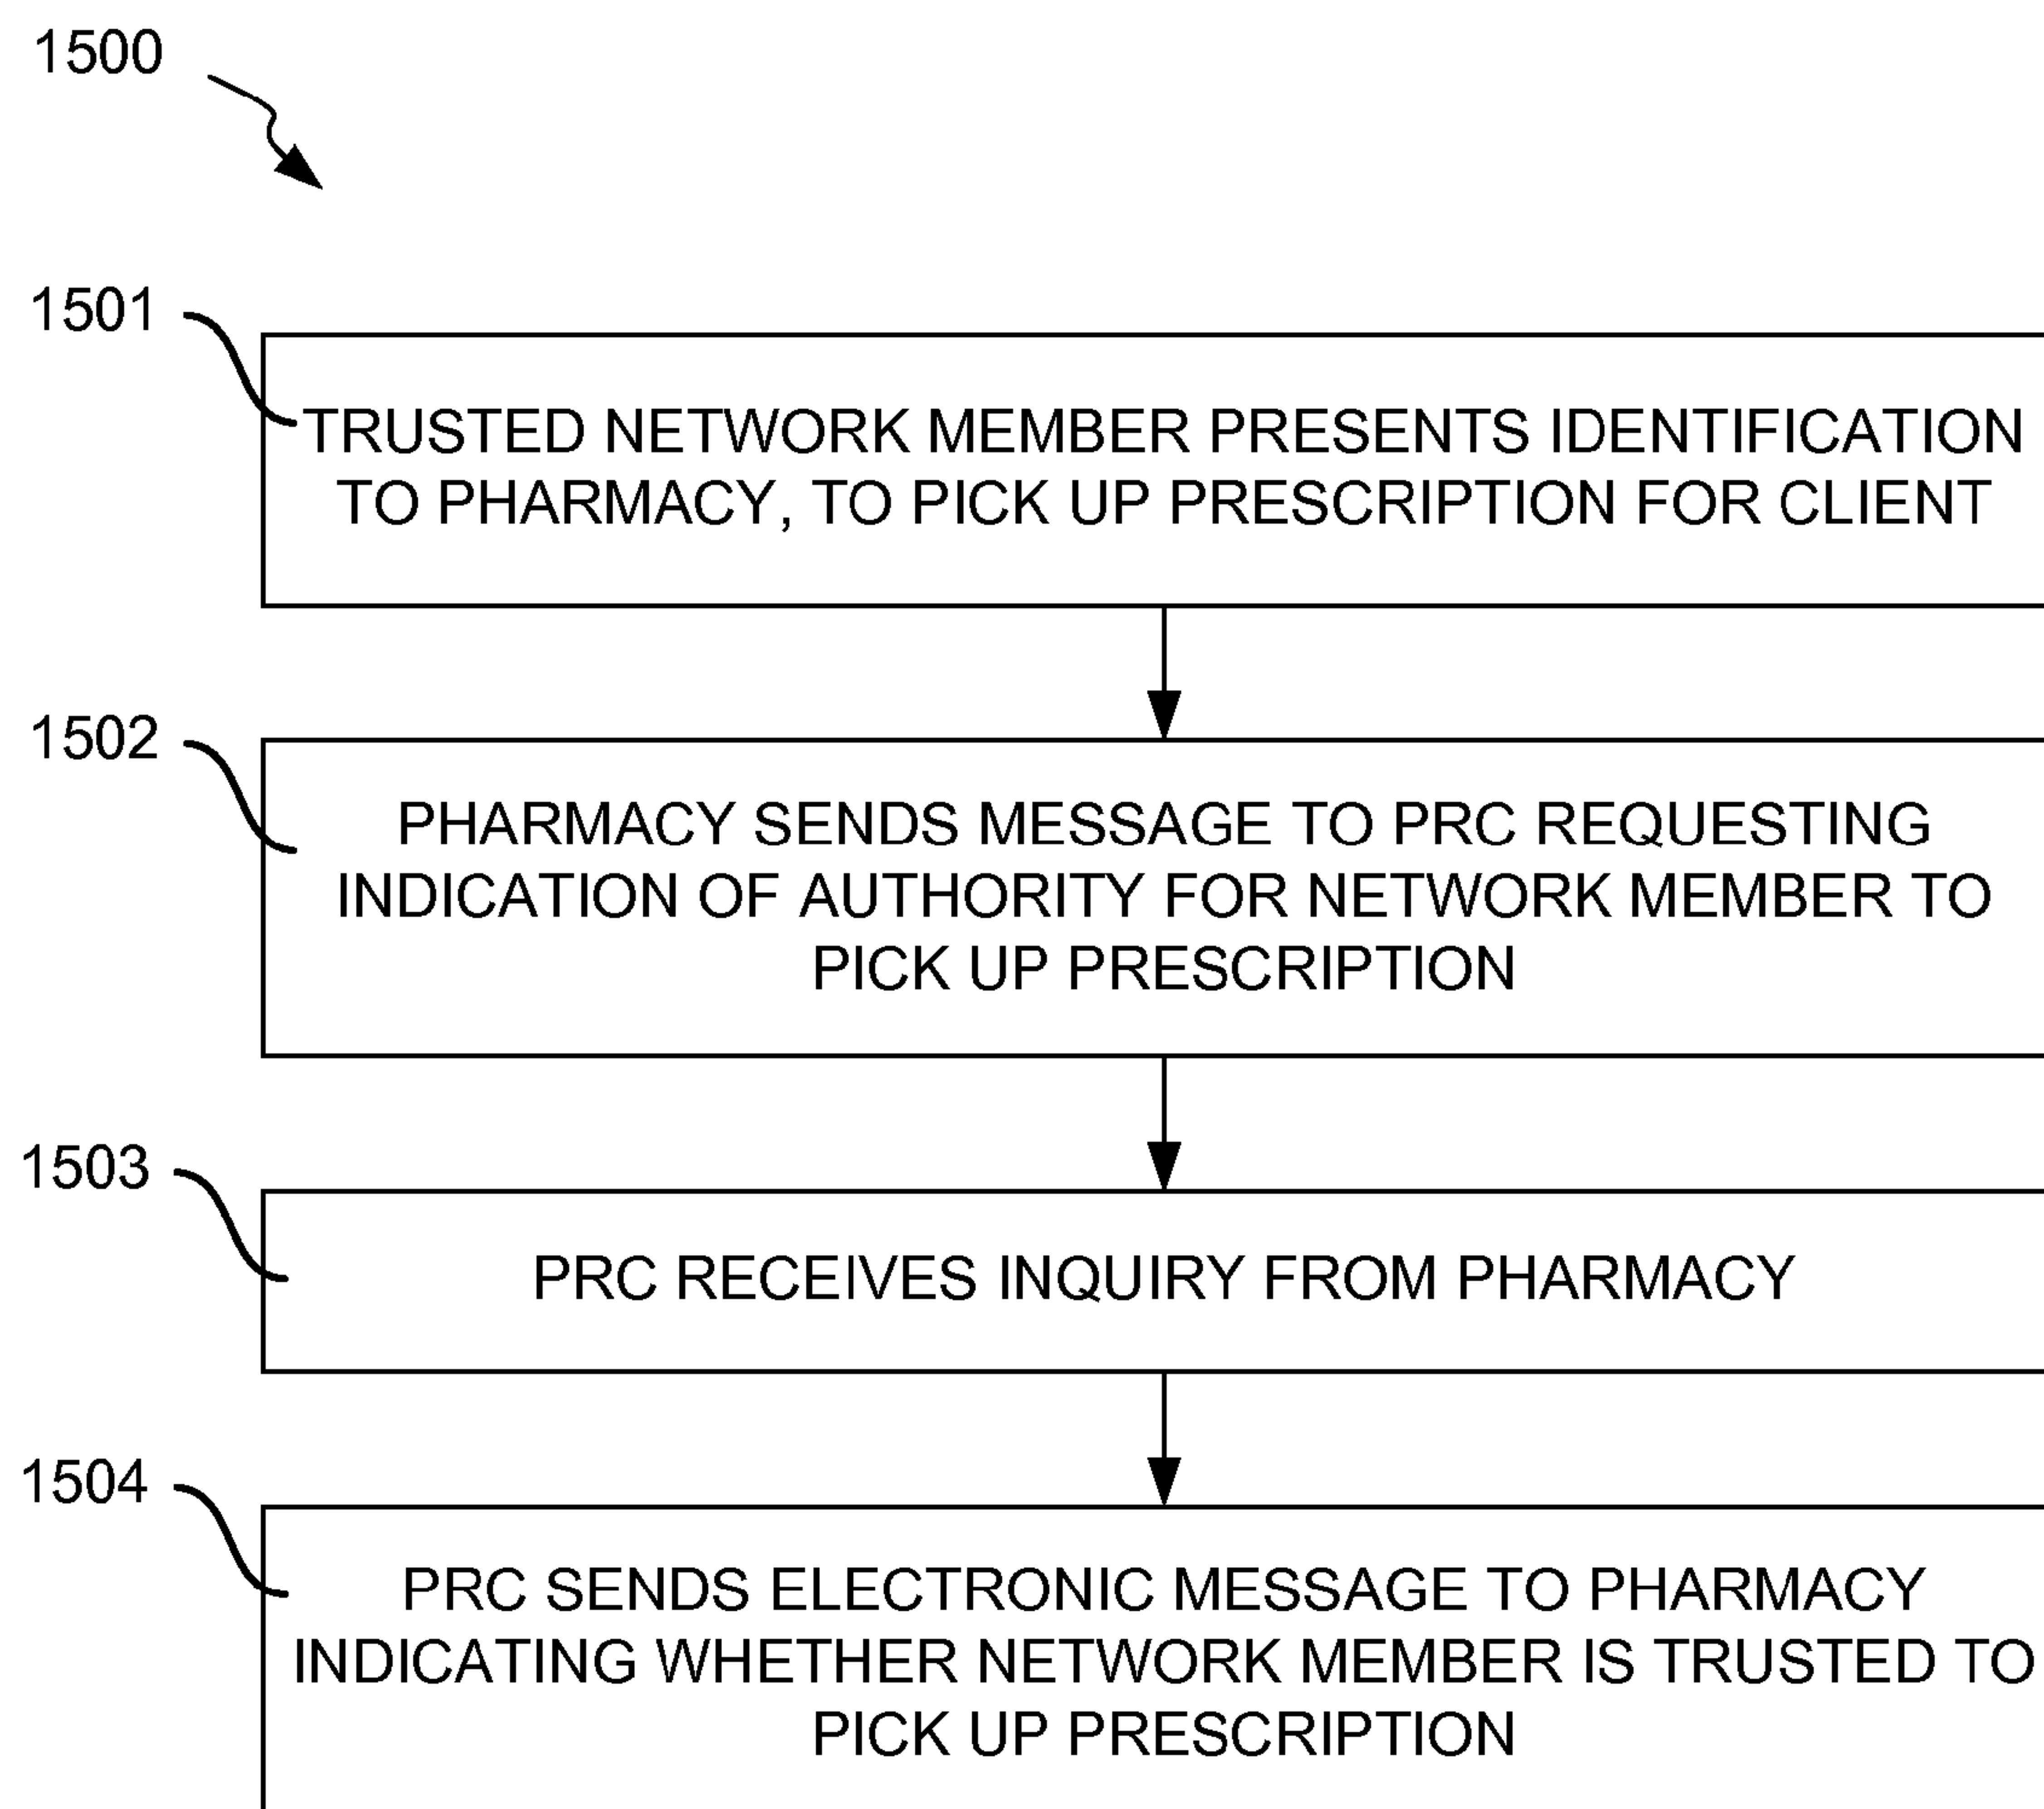 1500
1501
TRUSTED NETWORK MEMBER PRESENTS IDENTIFICATION
TO PHARMACY, TO PICK UP PRESCRIPTION FOR CLIENT
1502
PHARMACY SENDS MESSAGE TO PRC REQUESTING
INDICATION OF AUTHORITY FOR NETWORK MEMBER TO
PICK UP PRESCRIPTION
1503
PRC RECEIVES INQUIRY FROM PHARMACY
1504
PRC SENDS ELECTRONIC MESSAGE TO PHARMACY
INDICATING WHETHER NETWORK MEMBER IS TRUSTED TO
PICK UP PRESCRIPTION